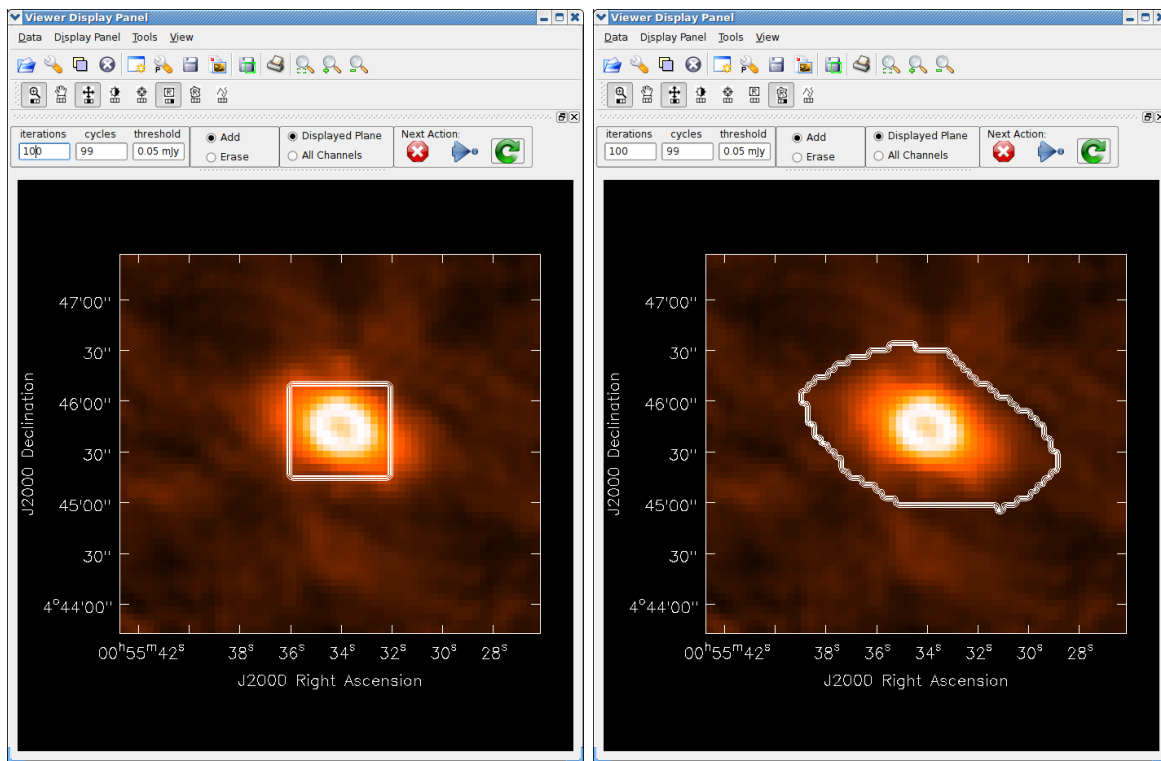 Viewer Display Panel
Data Display Panel Tools View
iterations cycles threshold
100 99 0.05 mJy
Add
Erase
Displayed Plane
All Channels
Next Action:
47'00"
30"
46'00"
30"
45'00"
30"
4°44'00"
J2000 Declination
00h55m42s 38s 36s 34s 32s 30s 28s
J2000 Right Ascension
Viewer Display Panel
Data Display Panel Tools View
iterations cycles threshold
100 99 0.05 mJy
Add
Erase
Displayed Plane
All Channels
Next Action:
47'00"
30"
46'00"
30"
45'00"
30"
4°44'00"
J2000 Declination
00h55m42s 38s 36s 34s 32s 30s 28s
J2000 Right Ascension